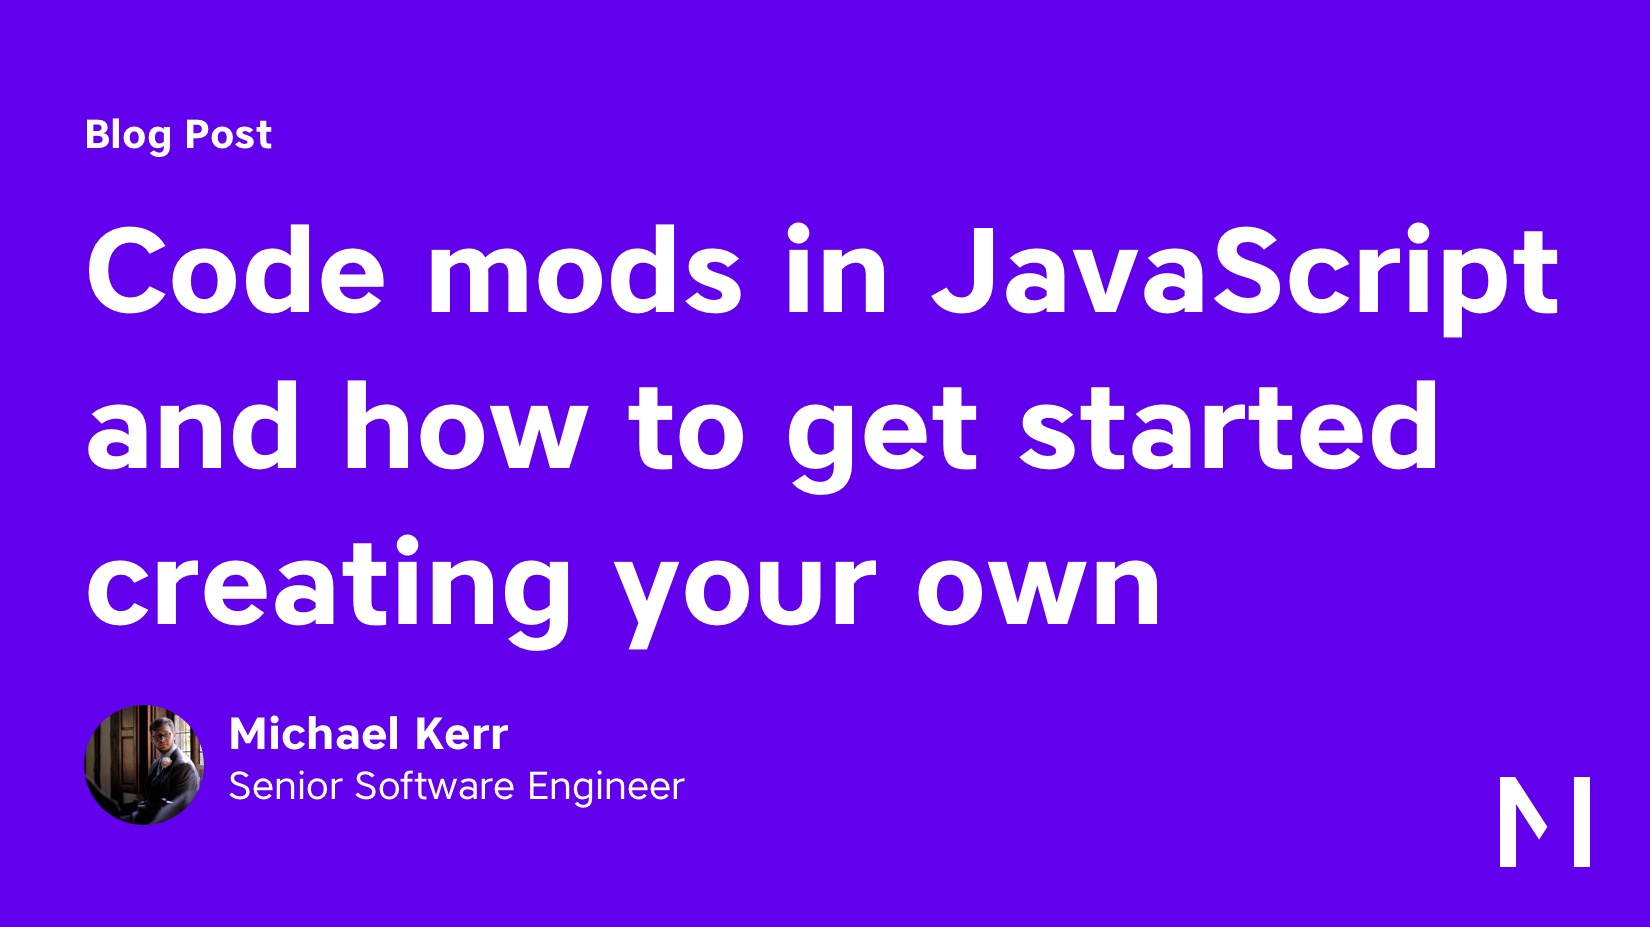 Blog Post
Code mods in JavaScript
and how to get started
creating your own
Michael Kerr
Senior Software Engineer